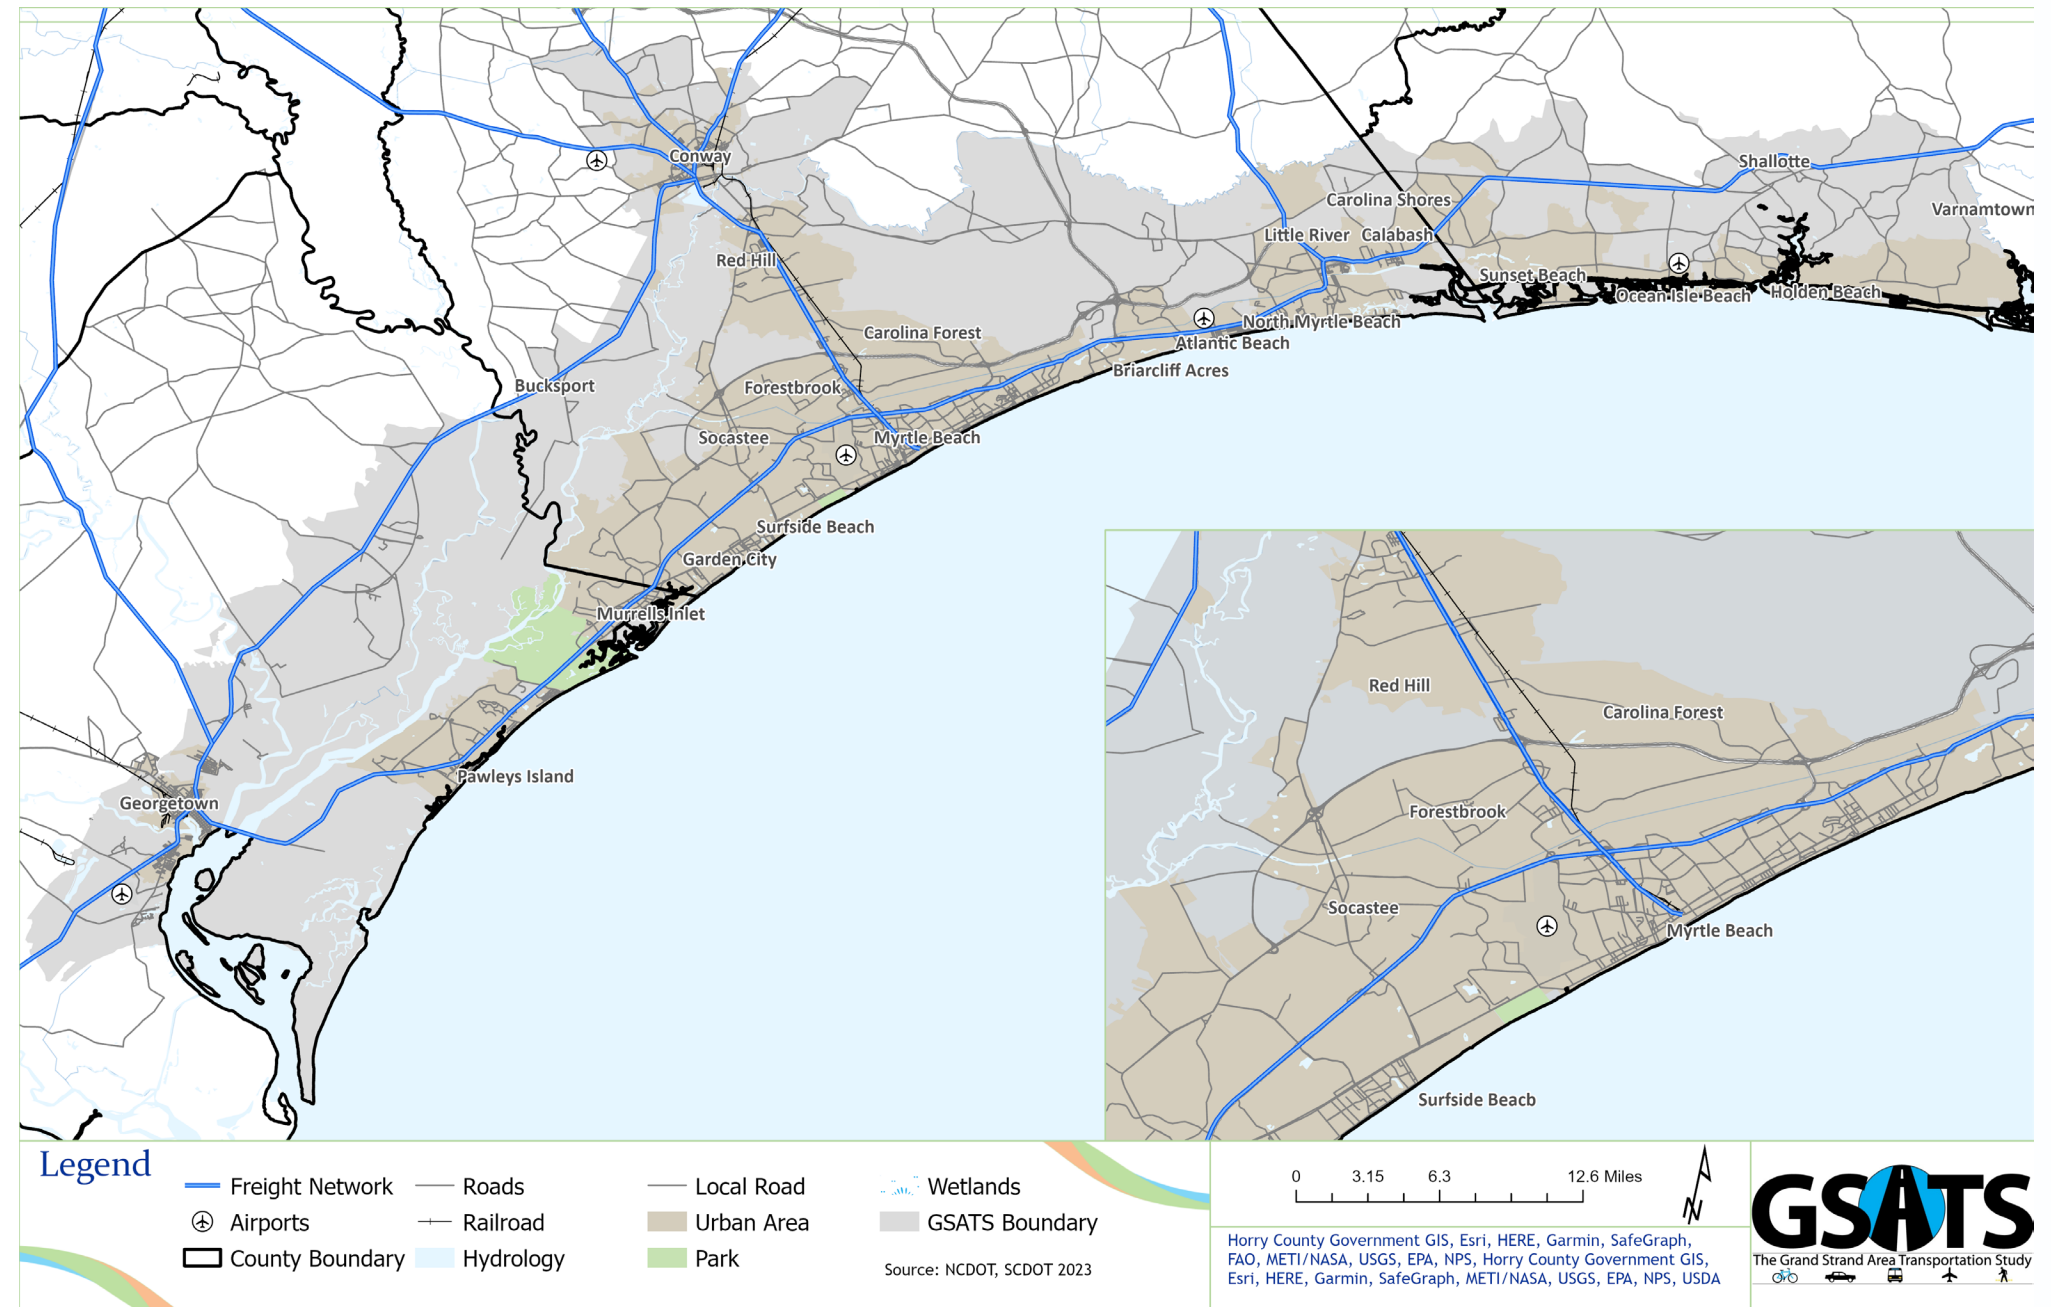 Conway
Shallotte
Carolina Shores
Varnamtown
Little River
Calabash
Red Hill
Sunset Beach
Ocean Isle Beach
Holden Beach
North Myrtle Beach
Carolina Forest
Atlantic Beach
Briarcliff Acres
Bucksport
Forestbrook
Socastee
Myrtle Beach
Surfside Beach
Garden City
Murrells Inlet
Pawleys Island
Georgetown
Red Hill
Carolina Forest
Forestbrook
Socastee
Myrtle Beach
Surfside Beacb
Legend
Freight Network
Roads
Local Road
Wetlands
Airports
Railroad
Urban Area
GSATS Boundary
County Boundary
Hydrology
Park
Source: NCDOT, SCDOT 2023
0 3.15 6.3 12.6 Miles
N
Horry County Government GIS, Esri, HERE, Garmin, SafeGraph,
FAO, METI/NASA, USGS, EPA, NPS, Horry County Government GIS,
Esri, HERE, Garmin, SafeGraph, METI/NASA, USGS, EPA, NPS, USDA
GSATS
The Grand Strand Area Transportation Study